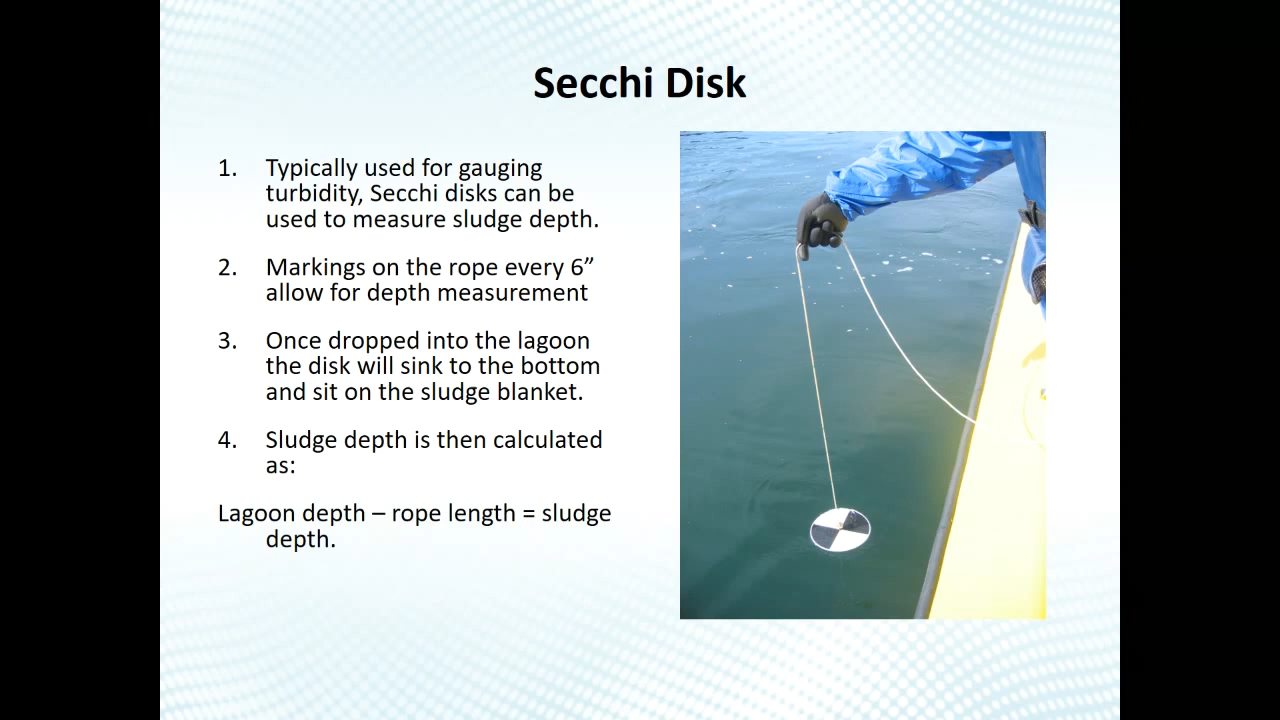 Secchi Disk
1. Typically used for gauging
turbidity, Secchi disks can be
used to measure sludge depth.
2. Markings on the rope every 6”
allow for depth measurement
3. Once dropped into the lagoon
the disk will sink to the bottom
and sit on the sludge blanket.
4. Sludge depth is then calculated
as:
Lagoon depth – rope length = sludge
depth.